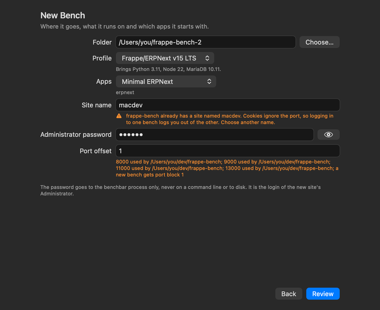 New Bench
Where it goes, what it runs on and which apps it starts with.
Folder /Users/you/frappe-bench-2 Choose...
Profile Frappe/ERPNext v15 LTS
Brings Python 3.11, Node 22, MariaDB 10.11.
Apps Minimal ERPNext
erpnext
Site name macdev
frappe-bench already has a site named macdev. Cookies ignore the port, so logging in
to one bench logs you out of the other. Choose another name.
Administrator password ••••••
Port offset 1
8000 used by /Users/you/dev/frappe-bench; 9000 used by /Users/you/dev/frappe-bench;
11000 used by /Users/you/dev/frappe-bench; 13000 used by /Users/you/dev/frappe-bench; a
new bench gets port block 1
The password goes to the benchbar process only, never on a command line or to disk. It is the login of the new site's
Administrator.
Back Review